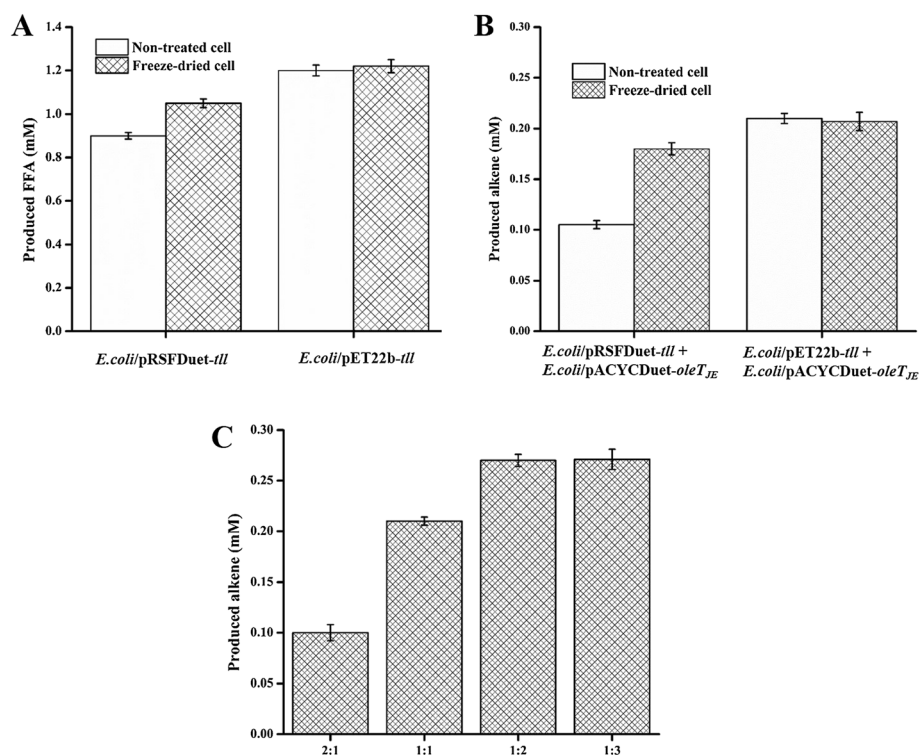 A
Non-treated cell
Freeze-dried cell
Produced FFA (mM)
1.4
1.2
1.0
0.8
0.6
0.4
0.2
0.0
E.coli/pRSFDuet-tll
E.coli/pET22b-tll
B
Non-treated cell
Freeze-dried cell
Produced alkene (mM)
0.30
0.25
0.20
0.15
0.10
0.05
0.00
E.coli/pRSFDuet-tll +
E.coli/pACYCDuet-oleTJE
E.coli/pET22b-tll +
E.coli/pACYCDuet-oleTJE
C
Produced alkene (mM)
0.30
0.25
0.20
0.15
0.10
0.05
0.00
2:1
1:1
1:2
1:3